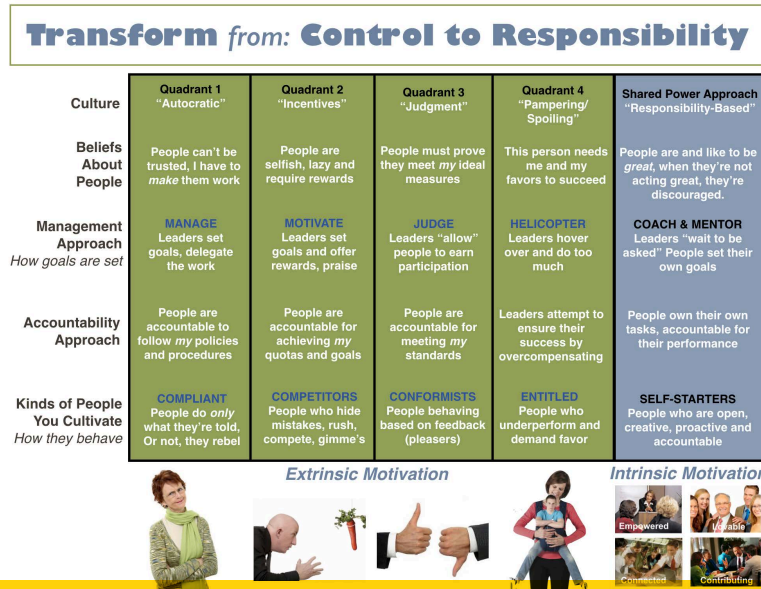 Transform from: Control to Responsibility
Culture
Quadrant 1
"Autocratic"
Quadrant 2
"Incentives"
Quadrant 3
"Judgment"
Quadrant 4
"Pampering/
Spoiling"
Shared Power Approach
"Responsibility-Based"
Beliefs
About
People
People can't be
trusted, I have to
make them work
People are
selfish, lazy and
require rewards
People must prove
they meet my ideal
measures
This person needs
me and my
favors to succeed
People are and like to be
great, when they're not
acting great, they're
discouraged.
Management
Approach
How goals are set
MANAGE
Leaders set
goals, delegate
the work
MOTIVATE
Leaders set
goals and offer
rewards, praise
JUDGE
Leaders "allow"
people to earn
participation
HELICOPTER
Leaders hover
over and do too
much
COACH & MENTOR
Leaders "wait to be
asked" People set their
own goals
Accountability
Approach
People are
accountable to
follow my policies
and procedures
People are
accountable for
achieving my
quotas and goals
People are
accountable for
meeting my
standards
Leaders attempt to
ensure their
success by
overcompensating
People own their own
tasks, accountable for
their performance
Kinds of People
You Cultivate
How they behave
COMPLIANT
People do only
what they're told,
Or not, they rebel
COMPETITORS
People who hide
mistakes, rush,
compete, gimme's
CONFORMISTS
People behaving
based on feedback
(pleasers)
ENTITLED
People who
underperform and
demand favor
SELF-STARTERS
People who are open,
creative, proactive and
accountable
Extrinsic Motivation
Intrinsic Motivation
Empowered
Lovable
Connected
Contributing